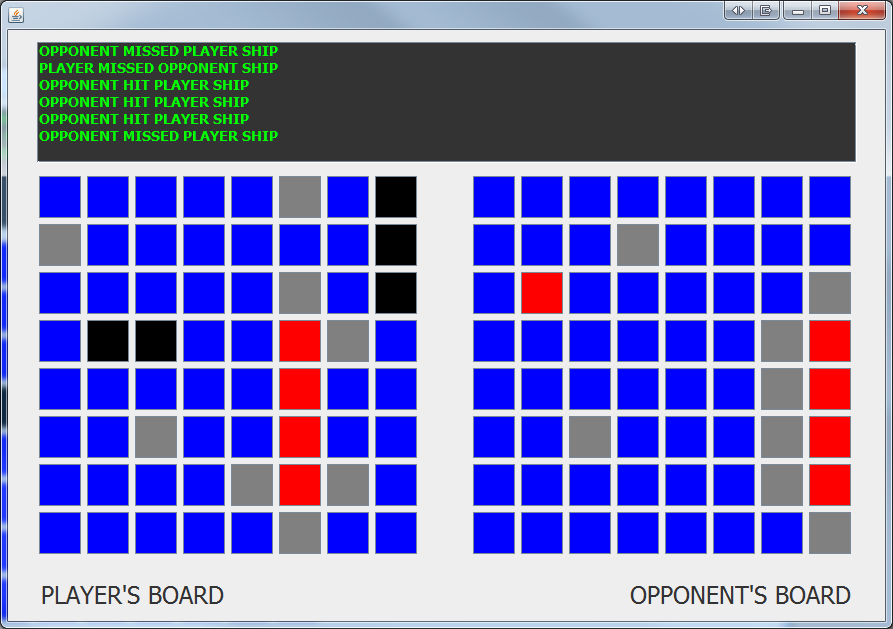 OPPONENT MISSED PLAYER SHIP
PLAYER MISSED OPPONENT SHIP
OPPONENT HIT PLAYER SHIP
OPPONENT HIT PLAYER SHIP
OPPONENT HIT PLAYER SHIP
OPPONENT MISSED PLAYER SHIP
PLAYER'S BOARD
OPPONENT'S BOARD